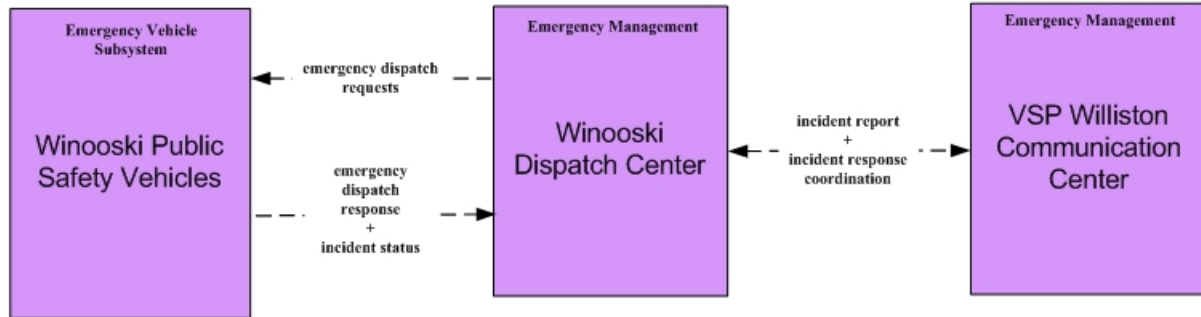 Emergency Vehicle
Subsystem
Winooski Public
Safety Vehicles
emergency dispatch
requests
emergency
dispatch
response
+
incident status
Emergency Management
Winooski
Dispatch Center
incident report
+
incident response
coordination
Emergency Management
VSP Williston
Communication
Center